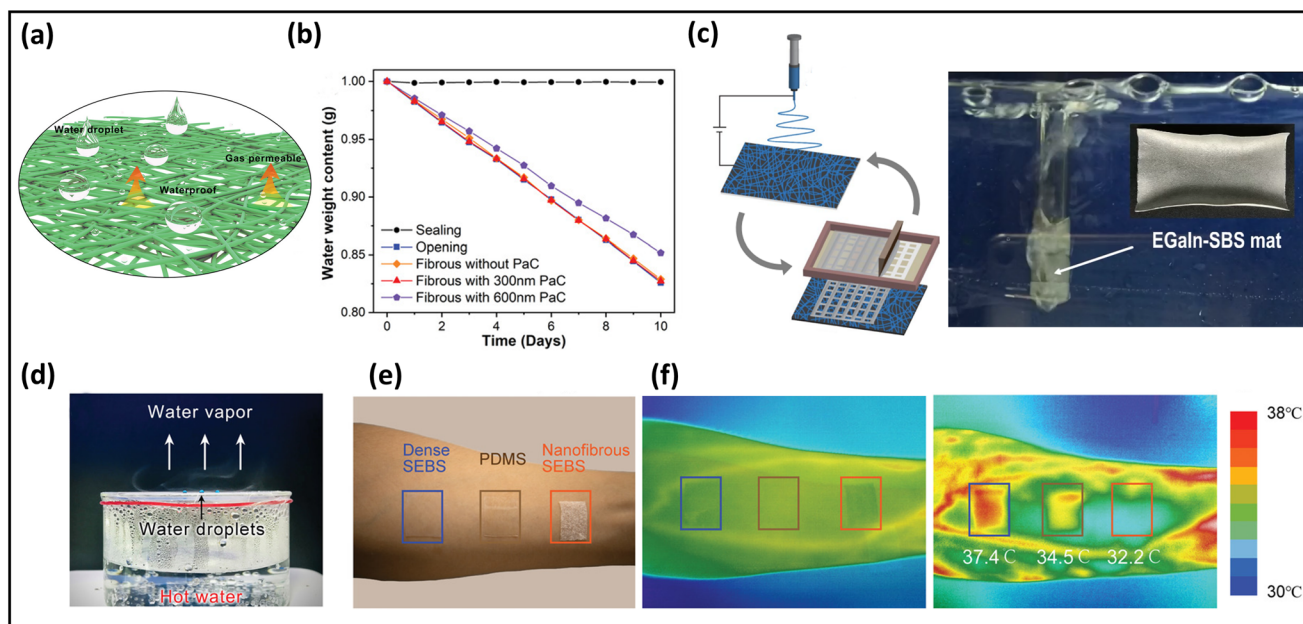 (a)
Water droplet
Gas permeable
Waterproof
(b)
Water weight content (g)
1.00
0.95
0.90
0.85
0.80
Sealing
Opening
Fibrous without PaC
Fibrous with 300nm PaC
Fibrous with 600nm PaC
0 2 4 6 8 10
Time (Days)
(c)
EGaIn-SBS mat
(d)
Water vapor
Water droplets
Hot water
(e)
Dense
SEBS
PDMS
Nanofibrous
SEBS
(f)
37.4 C 34.5 C 32.2 C
38℃
30℃